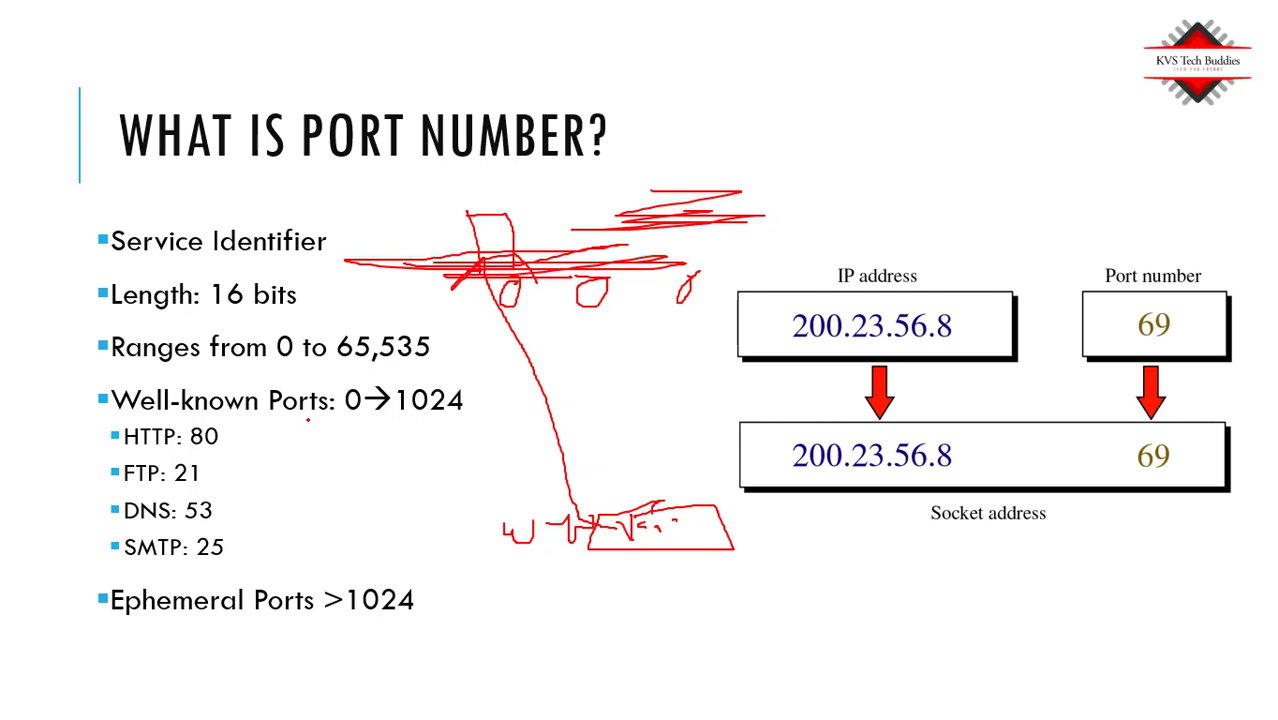 KVS Tech Buddies
WHAT IS PORT NUMBER?
▪Service Identifier
▪Length: 16 bits
▪Ranges from 0 to 65,535
▪Well-known Ports: 0→1024
▪HTTP: 80
▪FTP: 21
▪DNS: 53
▪SMTP: 25
▪Ephemeral Ports >1024
IP address
Port number
200.23.56.8
69
200.23.56.8 69
Socket address